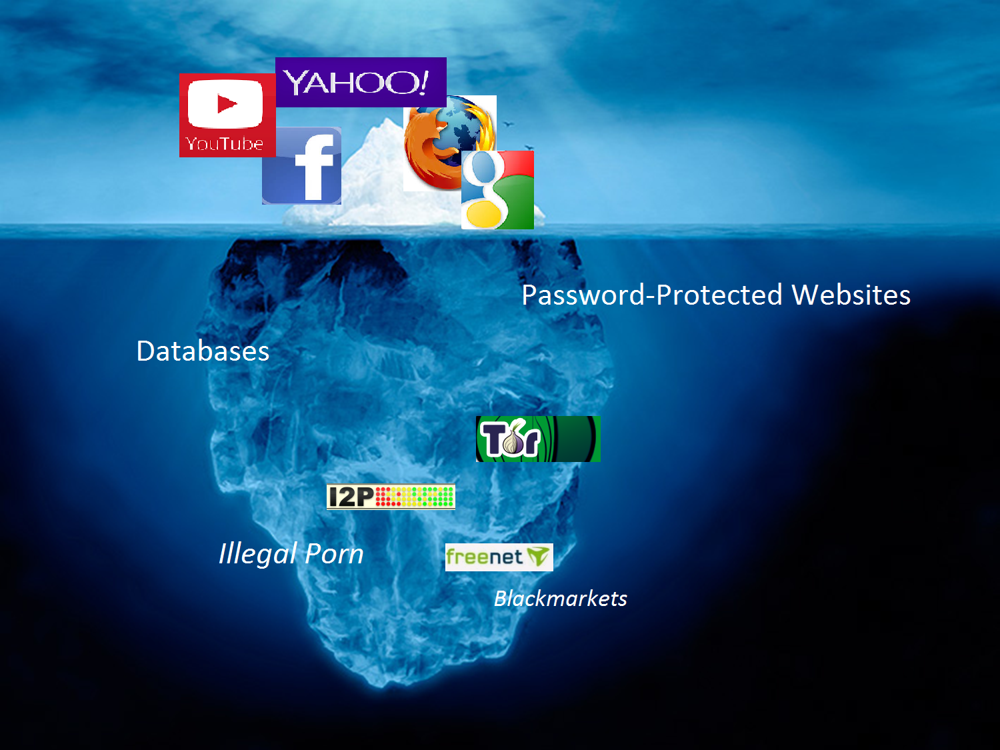 YAHOO!
YouTube
f
g
Password-Protected Websites
Databases
Tor
I2P
Illegal Porn
freenet
Blackmarkets